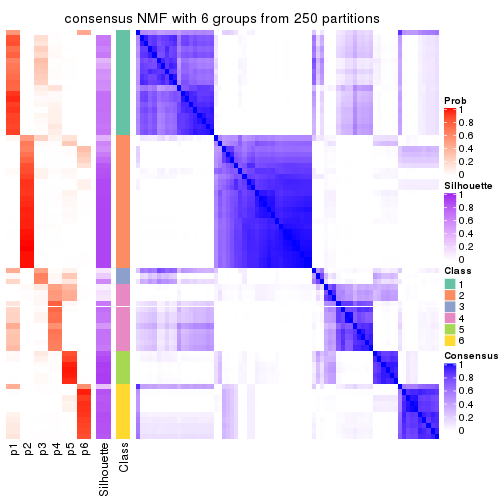 consensus NMF with 6 groups from 250 partitions
Prob
1
0.8
0.6
0.4
0.2
0
Silhouette
1
0.8
0.6
0.4
0.2
0
Class
1
2
3
4
5
6
Consensus
1
0.8
0.6
0.4
0.2
0
p1
p2
p3
p4
p5
p6
Silhouette
Class